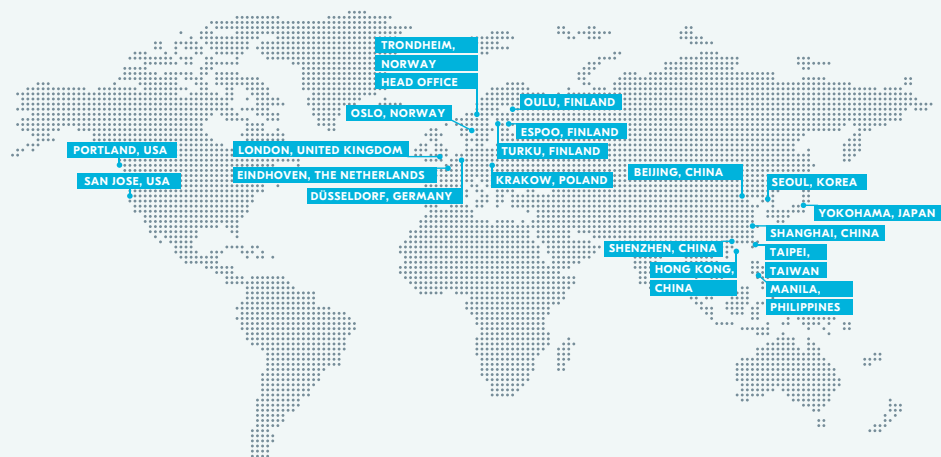 TRONDHEIM,
NORWAY
HEAD OFFICE
OSLO, NORWAY
OULU, FINLAND
ESPOO, FINLAND
TURKU, FINLAND
PORTLAND, USA
LONDON, UNITED KINGDOM
SAN JOSE, USA
EINDHOVEN, THE NETHERLANDS
DÜSSELDORF, GERMANY
KRAKOW, POLAND
BEIJING, CHINA
SEOUL, KOREA
YOKOHAMA, JAPAN
SHANGHAI, CHINA
SHENZHEN, CHINA
TAIPEI,
TAIWAN
HONG KONG,
CHINA
MANILA,
PHILIPPINES